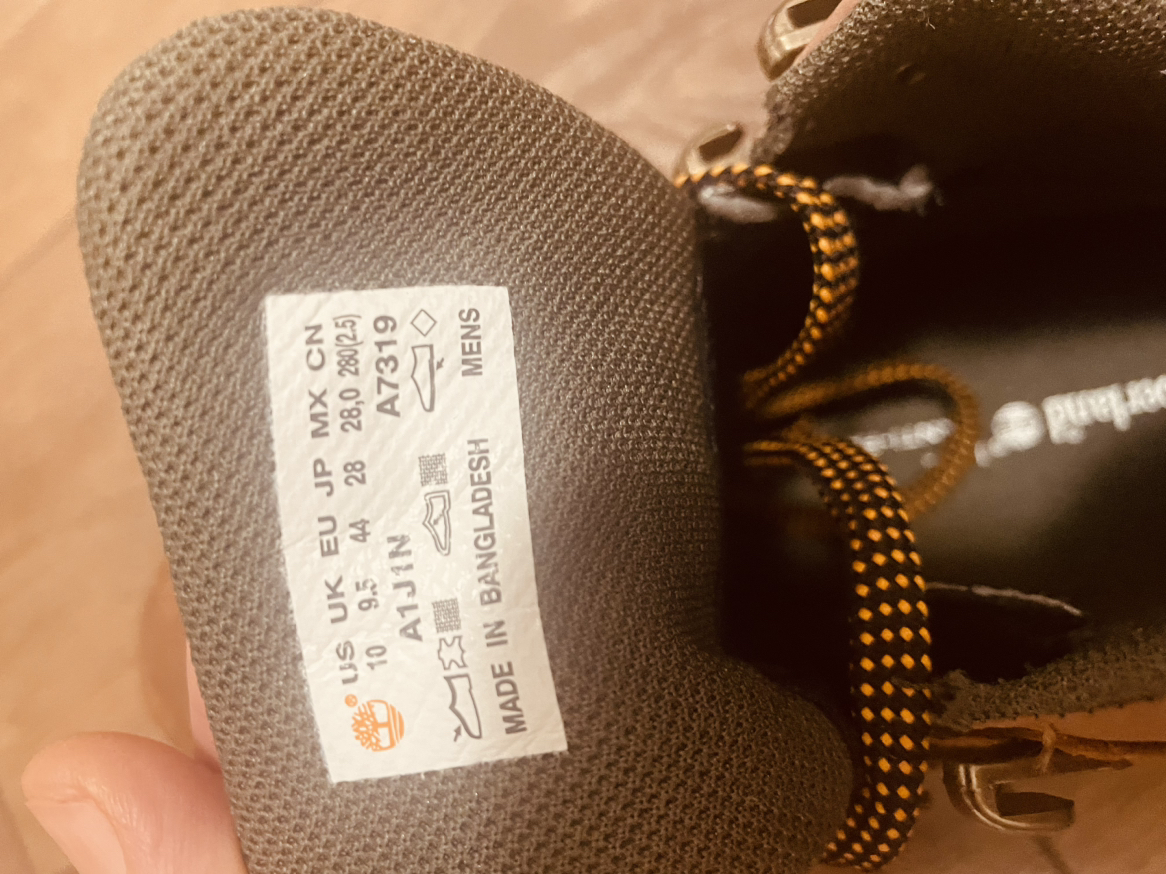 ® US UK EU JP MX CN
10 9.5 44 28 28,0 280(2.5)
A1J1N A7319
MADE IN BANGLADESH MENS